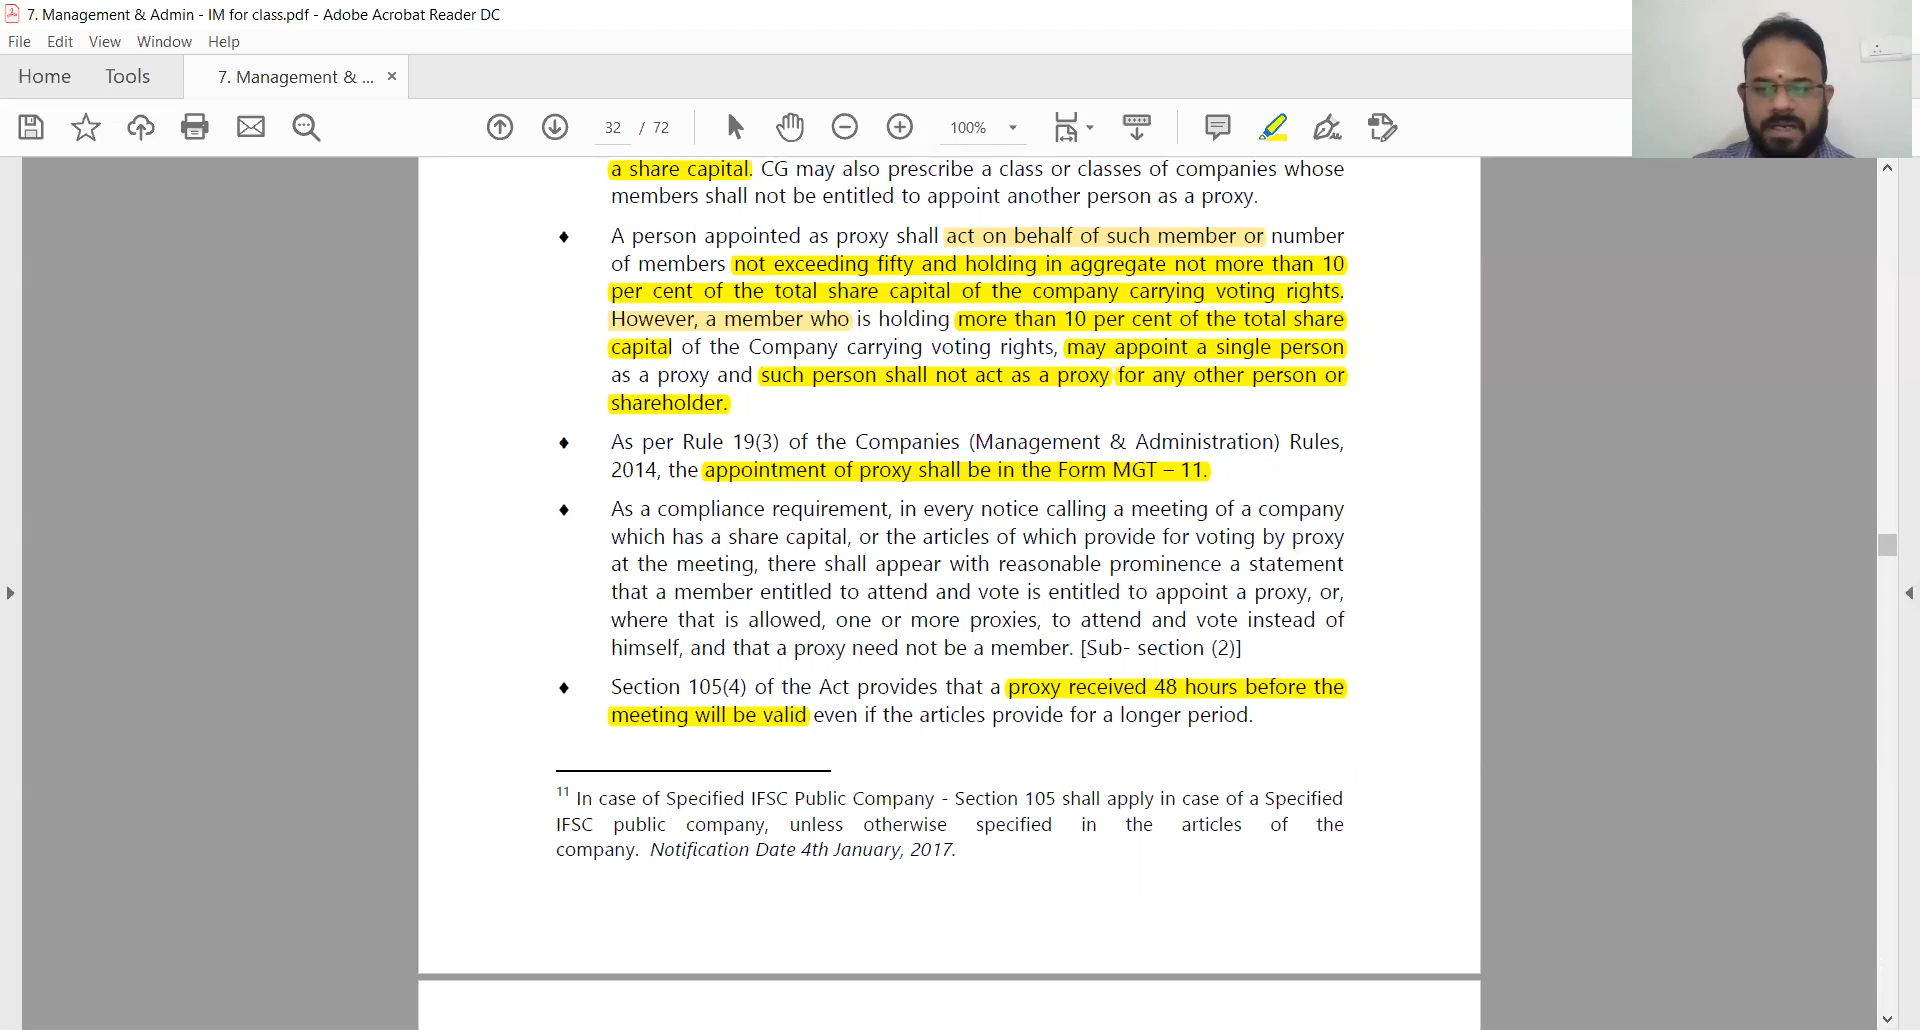 7. Management & Admin - IM for class.pdf - Adobe Acrobat Reader DC
File Edit View Window Help
Home Tools 7. Management & ... ×
32 / 72 100%
a share capital. CG may also prescribe a class or classes of companies whose
members shall not be entitled to appoint another person as a proxy.
♦ A person appointed as proxy shall act on behalf of such member or number
of members not exceeding fifty and holding in aggregate not more than 10
per cent of the total share capital of the company carrying voting rights.
However, a member who is holding more than 10 per cent of the total share
capital of the Company carrying voting rights, may appoint a single person
as a proxy and such person shall not act as a proxy for any other person or
shareholder.
♦ As per Rule 19(3) of the Companies (Management & Administration) Rules,
2014, the appointment of proxy shall be in the Form MGT – 11.
♦ As a compliance requirement, in every notice calling a meeting of a company
which has a share capital, or the articles of which provide for voting by proxy
at the meeting, there shall appear with reasonable prominence a statement
that a member entitled to attend and vote is entitled to appoint a proxy, or,
where that is allowed, one or more proxies, to attend and vote instead of
himself, and that a proxy need not be a member. [Sub- section (2)]
♦ Section 105(4) of the Act provides that a proxy received 48 hours before the
meeting will be valid even if the articles provide for a longer period.
11 In case of Specified IFSC Public Company - Section 105 shall apply in case of a Specified
IFSC public company, unless otherwise specified in the articles of the
company. Notification Date 4th January, 2017.